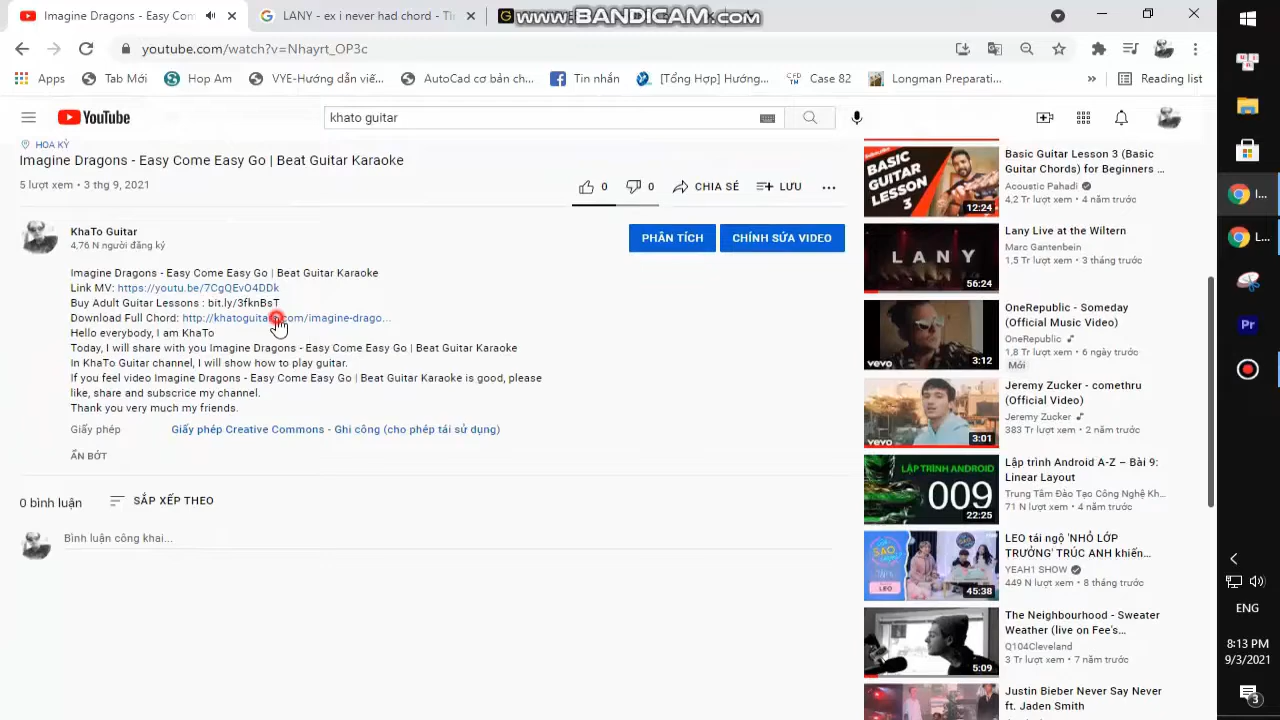 Imagine Dragons - Easy Com
LANY - ex i never had chord - Th
www.BANDICAM.com
youtube.com/watch?v=Nhayrt_OP3c
Apps
Tab Mới
Hop Am
VYE-Hướng dẫn viế...
AutoCad cơ bản ch...
Tin nhắn
[Tổng Hợp] Hướng...
Case 82
Longman Preparati...
»
Reading list
YouTube
khato guitar
HOA KỲ
Imagine Dragons - Easy Come Easy Go | Beat Guitar Karaoke
5 lượt xem • 3 thg 9, 2021
0
0
CHIA SẺ
LƯU
KhaTo Guitar
4,76 N người đăng ký
PHÂN TÍCH
CHỈNH SỬA VIDEO
Imagine Dragons - Easy Come Easy Go | Beat Guitar Karaoke
Link MV: https://youtu.be/7CgQEvO4DDk
Buy Adult Guitar Lessons : bit.ly/3fknBsT
Download Full Chord: http://khatoguitar.com/imagine-drago...
Hello everybody, I am KhaTo
Today, I will share with you Imagine Dragons - Easy Come Easy Go | Beat Guitar Karaoke
In KhaTo Guitar channel, I will show how to play guitar.
If you feel video Imagine Dragons - Easy Come Easy Go | Beat Guitar Karaoke is good, please
like, share and subscrice my channel.
Thank you very much my friends.
Giấy phép
Giấy phép Creative Commons - Ghi công (cho phép tái sử dụng)
ẨN BỚT
0 bình luận
SẮP XẾP THEO
Bình luận công khai...
BASIC
GUITAR
LESSON
3
12:24
Basic Guitar Lesson 3 (Basic
Guitar Chords) for Beginners ...
Acoustic Pahadi
4,2 Tr lượt xem • 4 năm trước
LANY
56:24
Lany Live at the Wiltern
Marc Gantenbein
1,5 Tr lượt xem • 3 tháng trước
vevo
3:12
OneRepublic - Someday
(Official Music Video)
OneRepublic
1,8 Tr lượt xem • 6 ngày trước
Mới
vevo
3:01
Jeremy Zucker - comethru
(Official Video)
Jeremy Zucker
383 Tr lượt xem • 2 năm trước
LẬP TRÌNH ANDROID
009
22:25
Lập trình Android A-Z – Bài 9:
Linear Layout
Trung Tâm Đào Tạo Công Nghệ Kh...
71 N lượt xem • 4 năm trước
SAO
LEO
45:38
LEO tái ngộ 'NHỎ LỚP
TRƯỞNG' TRÚC ANH khiến...
YEAH1 SHOW
449 N lượt xem • 8 tháng trước
5:09
The Neighbourhood - Sweater
Weather (live on Fee's...
Q104Cleveland
3 Tr lượt xem • 7 năm trước
Justin Bieber Never Say Never
ft. Jaden Smith
I...
L...
Pr
ENG
8:13 PM
9/3/2021
3